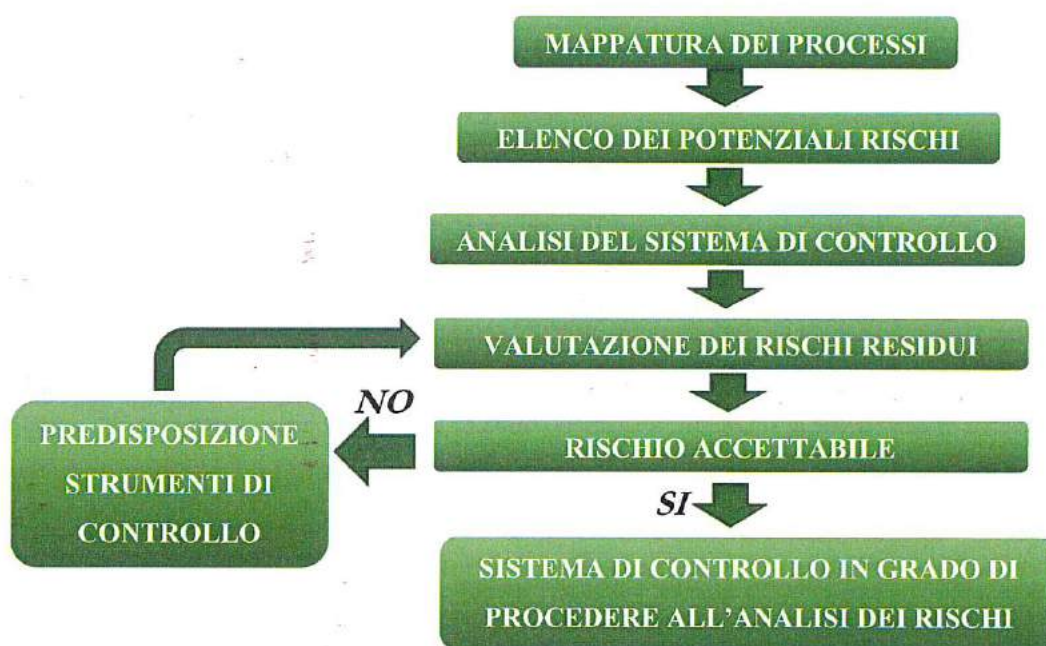 MAPPATURA DEI PROCESSI
ELENCO DEI POTENZIALI RISCHI
ANALISI DEL SISTEMA DI CONTROLLO
VALUTAZIONE DEI RISCHI RESIDUI
NO
RISCHIO ACCETTABILE
PREDISPOSIZIONE
STRUMENTI DI
CONTROLLO
SI
SISTEMA DI CONTROLLO IN GRADO DI
PROCEDERE ALL'ANALISI DEI RISCHI